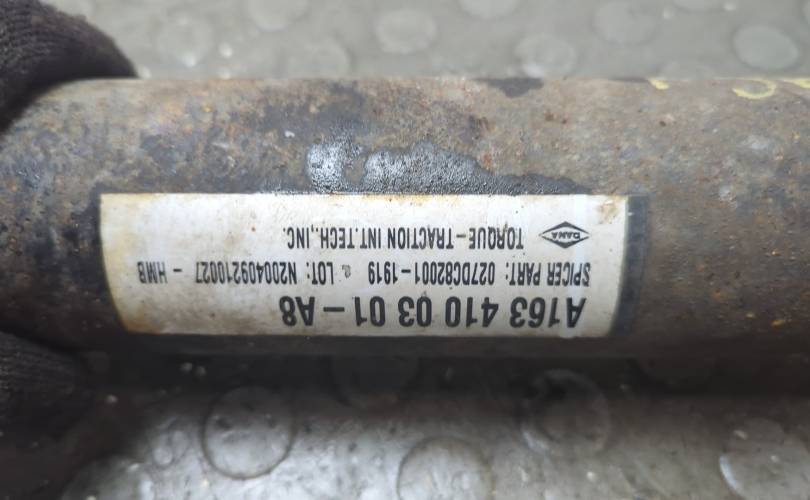 A163 410 03 01-A8
SPICER PART: 027DC82001-1919 LOT: N200409210027 - HMB
DANA
TORQUE-TRACTION INT.TECH.,INC.